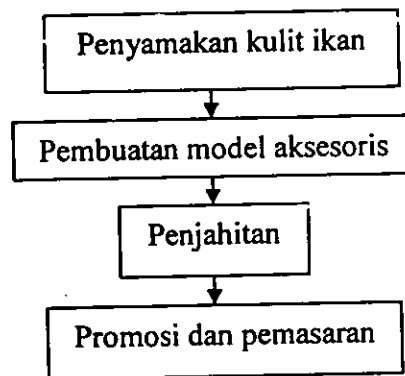 Penyamakan kulit ikan
Pembuatan model aksesoris
Penjahitan
Promosi dan pemasaran